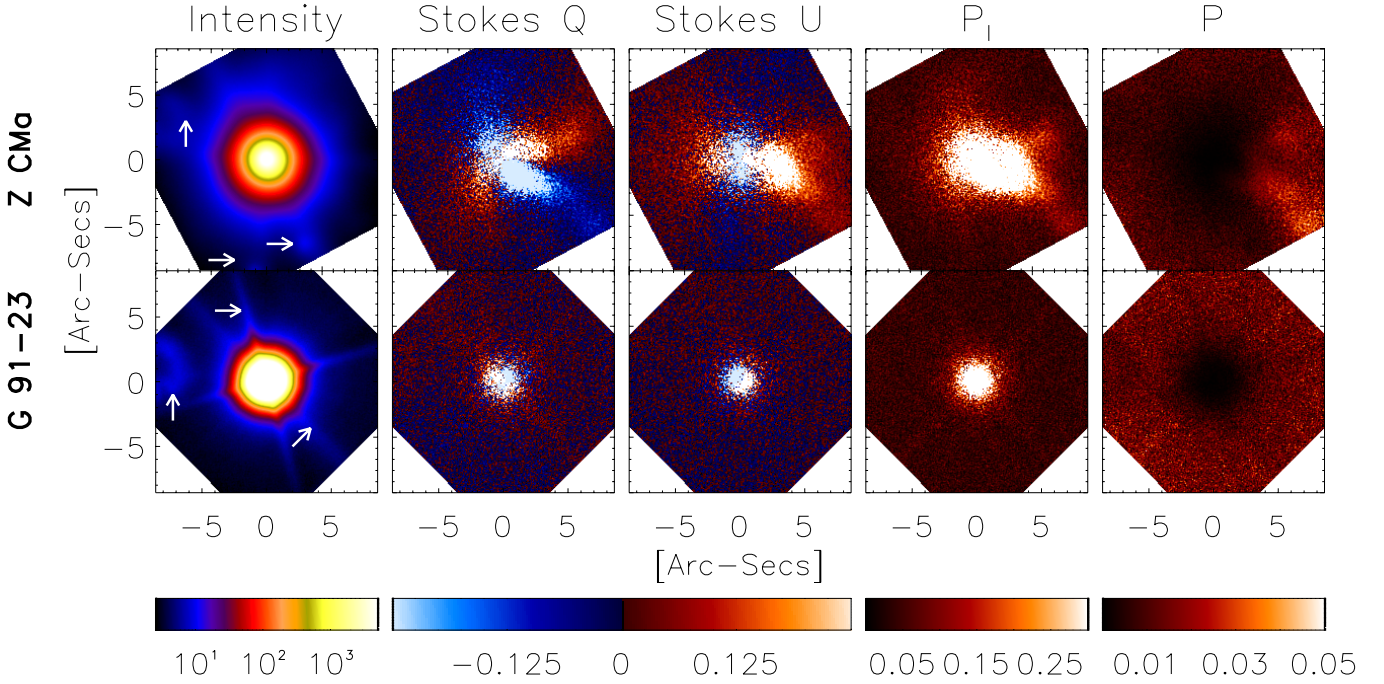 Intensity Stokes Q Stokes U P_I P
Z CMa
G 91−23
[Arc−Secs]
5
0
−5
5
0
−5
−5 0 5 −5 0 5 −5 0 5 −5 0 5 −5 0 5
[Arc−Secs]
10¹ 10² 10³ −0.125 0 0.125 0.05 0.15 0.25 0.01 0.03 0.05